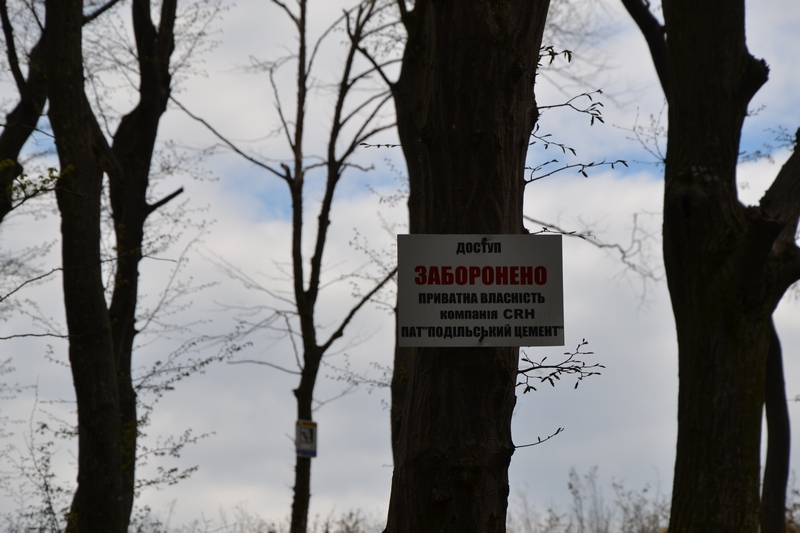 ДОСТУП
ЗАБОРОНЕНО
ПРИВАТНА ВЛАСНІСТЬ
компанія CRH
ПАТ"ПОДІЛЬСЬКИЙ ЦЕМЕНТ"